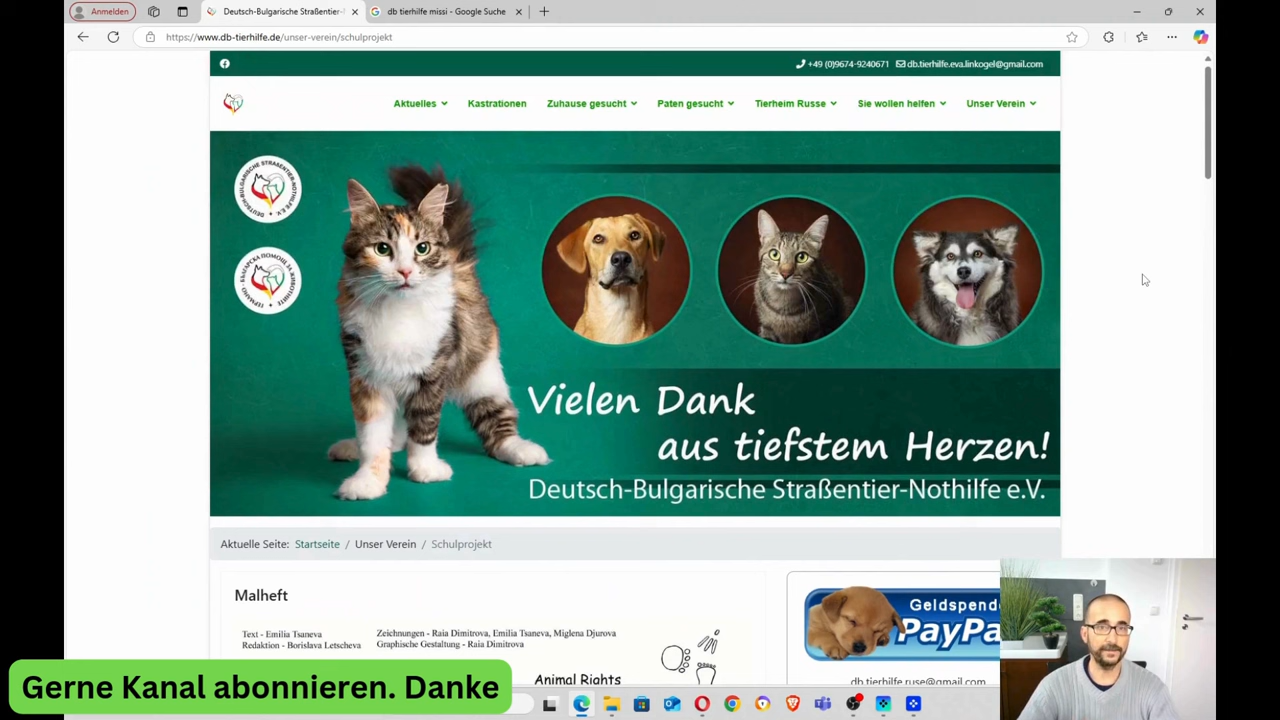 Anmelden
Deutsch-Bulgarische Straßentier-
db tierhilfe missi - Google Suche
https://www.db-tierhilfe.de/unser-verein/schulprojekt
+49 (0)9674-9240671 db.tierhilfe.eva.linkogel@gmail.com
Aktuelles Kastrationen Zuhause gesucht Paten gesucht Tierheim Russe Sie wollen helfen Unser Verein
DEUTSCH-BULGARISCHE STRAßENTIER-NOTHILFE E.V.
Vielen Dank
aus tiefstem Herzen!
Deutsch-Bulgarische Straßentier-Nothilfe e.V.
Aktuelle Seite: Startseite / Unser Verein / Schulprojekt
Malheft
Text - Emilia Tsaneva
Redaktion - Borislava Letscheva
Zeichnungen - Raia Dimitrova, Emilia Tsaneva, Miglena Djurova
Graphische Gestaltung - Raia Dimitrova
Animal Rights
Geldspende
PayPa
db.tierhilfe.ruse@gmail.com
Gerne Kanal abonnieren. Danke